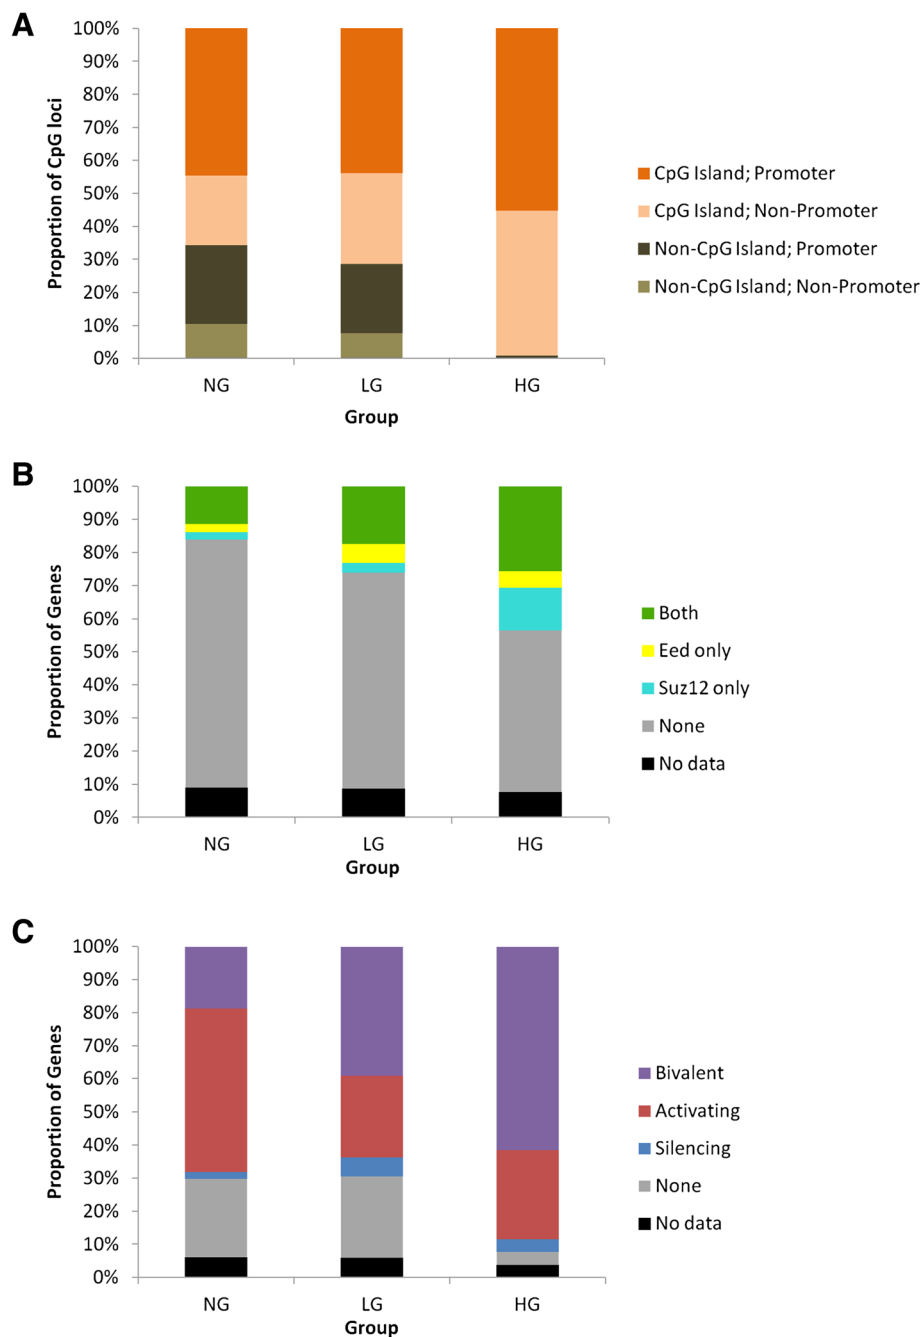 A
100%
90%
80%
70%
60%
50%
40%
30%
20%
10%
0%
Proportion of CpG loci
NG
LG
HG
Group
CpG Island; Promoter
CpG Island; Non-Promoter
Non-CpG Island; Promoter
Non-CpG Island; Non-Promoter
B
100%
90%
80%
70%
60%
50%
40%
30%
20%
10%
0%
Proportion of Genes
NG
LG
HG
Group
Both
Eed only
Suz12 only
None
No data
C
100%
90%
80%
70%
60%
50%
40%
30%
20%
10%
0%
Proportion of Genes
NG
LG
HG
Group
Bivalent
Activating
Silencing
None
No data